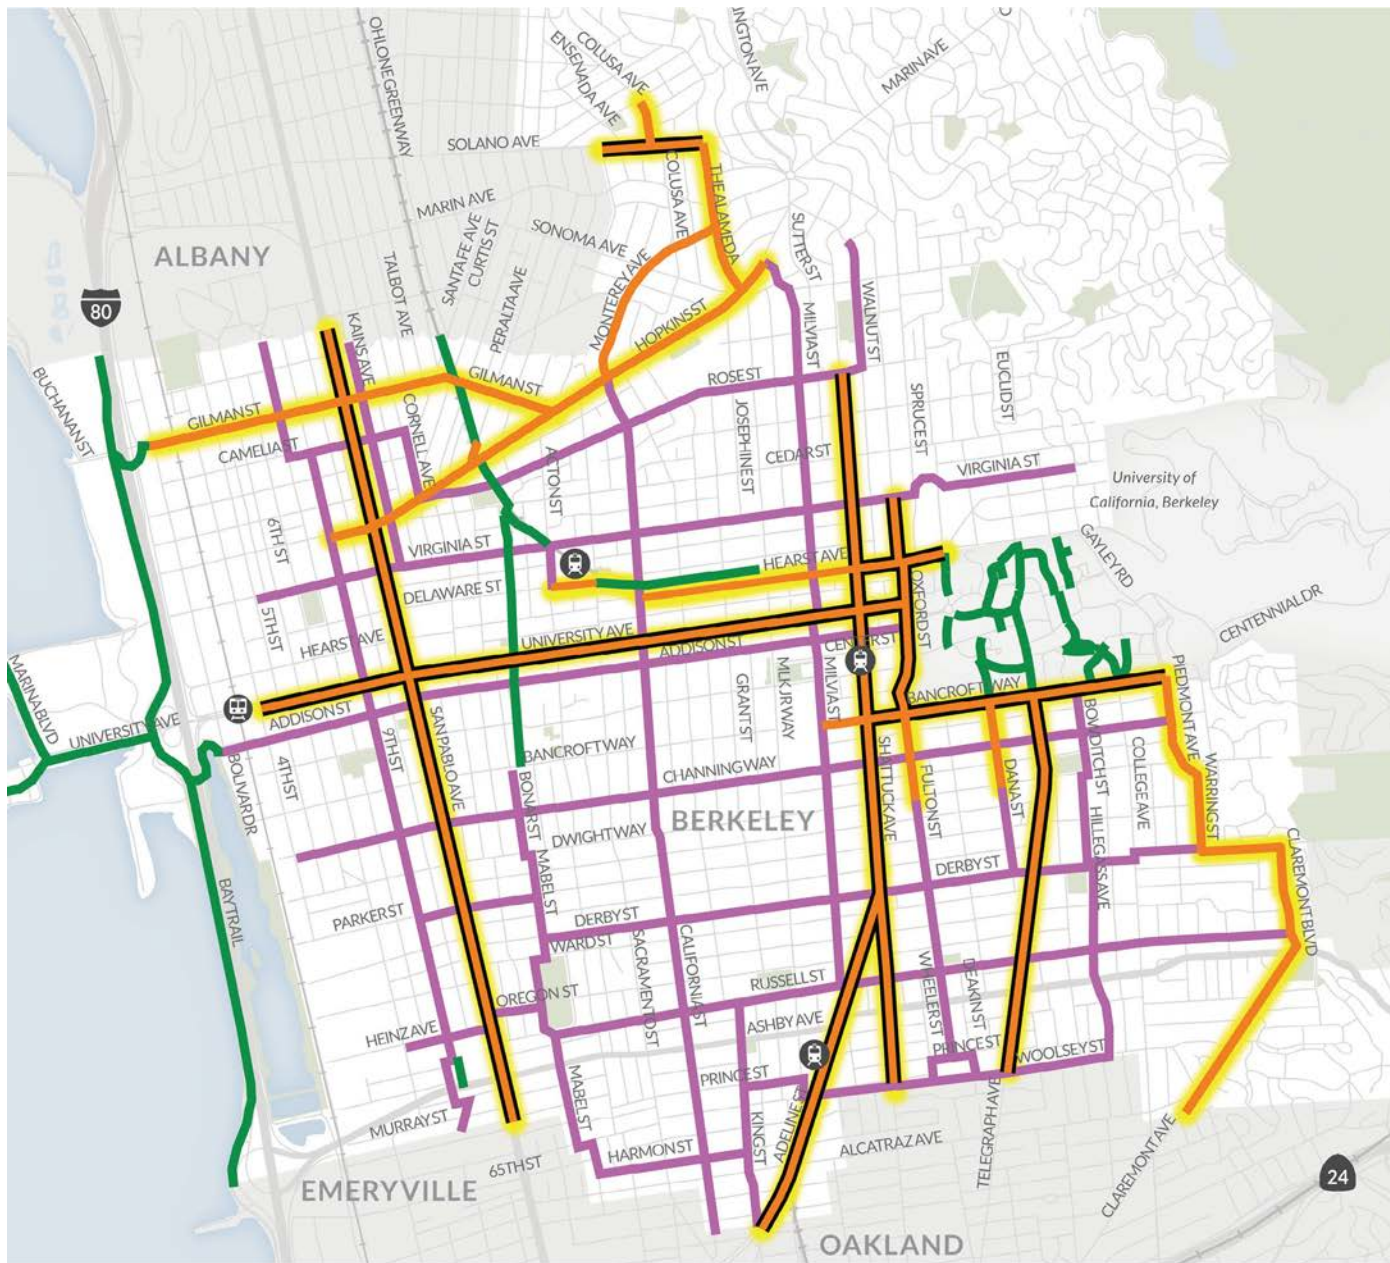 OHLONE GREENWAY
COLUSA AVE
ENSENADA AVE
INGTON AVE
MARIN AVE
SOLANO AVE
COLUSA AVE
THE ALAMEDA
MARIN AVE
SANTA FE AVE
CURTIS ST
SONOMA AVE
SUTTER ST
ALBANY
TALBOT AVE
PERALTA AVE
MONTEREY AVE
HOPKINS ST
MILVIA ST
WALNUT ST
80
KAINS AVE
BUCHANAN ST
GILMAN ST
GILMAN ST
ROSE ST
EUCLID ST
SPRUCE ST
CORNELL AVE
JOSEPHINE ST
CAMELIA ST
ACTON ST
CEDAR ST
VIRGINIA ST
University of
California, Berkeley
6TH ST
VIRGINIA ST
HEARST AVE
GAYLEY RD
DELAWARE ST
OXFORD ST
CENTENNIAL DR
5TH ST
HEARST AVE
UNIVERSITY AVE
ADDISON ST
CENTER ST
MARINA BLVD
UNIVERSITY AVE
ADDISON ST
GRANT ST
MLK JR WAY
MILVIA ST
BANCROFT WAY
PIEDMONT AVE
BOLIVAR DR
4TH ST
9TH ST
SAN PABLO AVE
BANCROFT WAY
CHANNING WAY
SHATTUCK AVE
FULTON ST
DANA ST
BOWDITCH ST
COLLEGE AVE
WARRING ST
BONAR ST
DWIGHT WAY
BERKELEY
HILLEGASS AVE
CLAREMONT BLVD
BAY TRAIL
PARKER ST
MABEL ST
DERBY ST
DERBY ST
WARD ST
SACRAMENTO ST
CALIFORNIA ST
RUSSELL ST
WHEELER ST
DEAKIN ST
OREGON ST
HEINZ AVE
ASHBY AVE
PRINCE ST
WOOLSEY ST
PRINCE ST
MURRAY ST
MABEL ST
KING ST
ADELINE ST
ALCATRAZ AVE
TELEGRAPH AVE
CLAREMONT AVE
HARMON ST
65TH ST
EMERYVILLE
24
OAKLAND